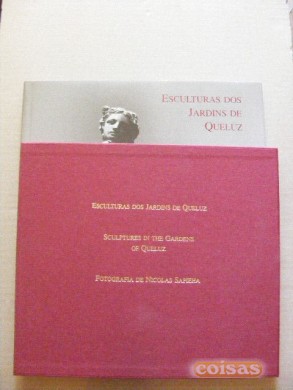 ESCULTURAS DOS
JARDINS DE
QUELUZ
ESCULTURAS DOS JARDINS DE QUELUZ
SCULPTURES IN THE GARDENS
OF QUELUZ
FOTOGRAFIA DE NICOLAS SAPIEHA
coisas